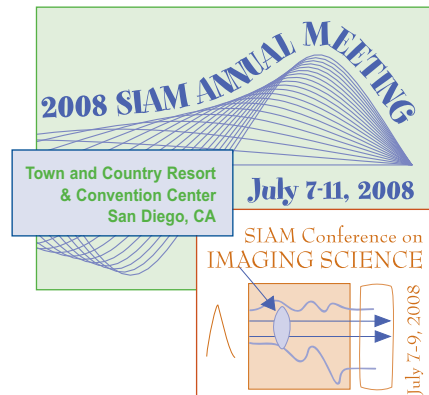 2008 SIAM ANNUAL MEETING
Town and Country Resort
& Convention Center
San Diego, CA
July 7-11, 2008
SIAM Conference on
IMAGING SCIENCE
July 7-9, 2008